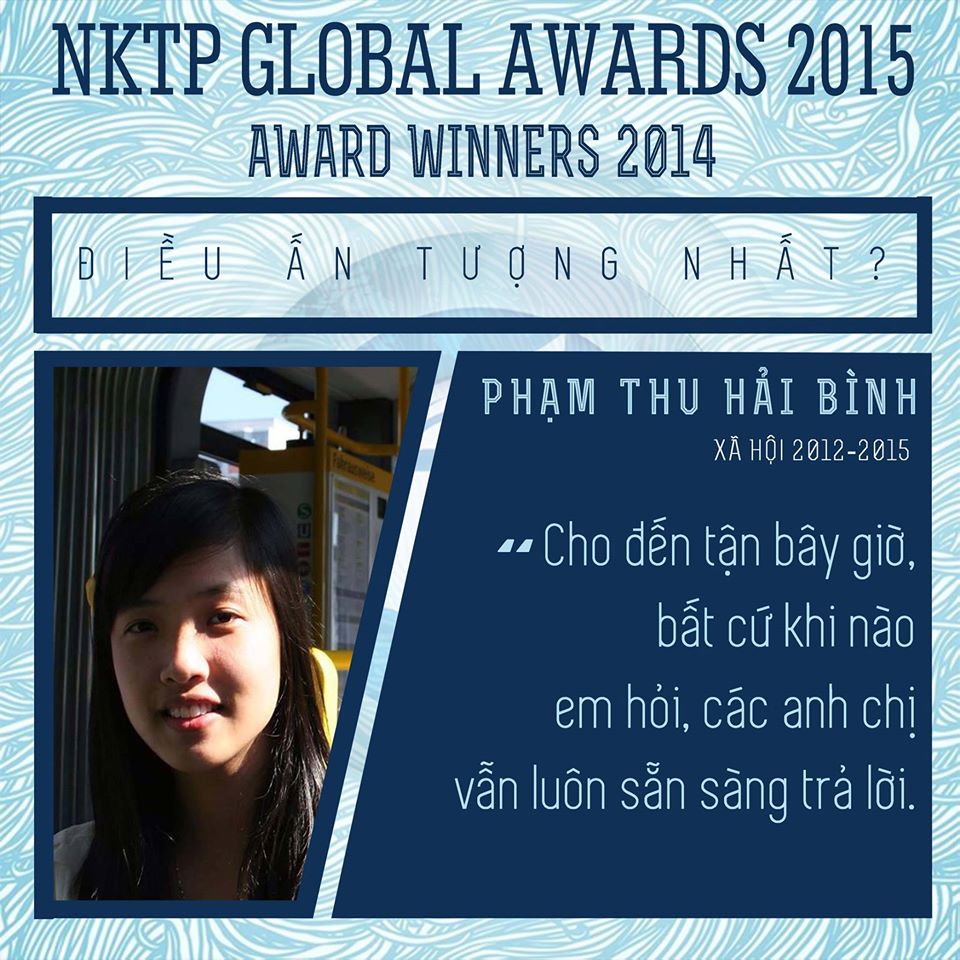 NKTP GLOBAL AWARDS 2015
AWARD WINNERS 2014
ĐIỀU ẤN TƯỢNG NHẤT?
PHẠM THU HẢI BÌNH
XÃ HỘI 2012-2015
“Cho đến tận bây giờ,
bất cứ khi nào
em hỏi, các anh chị
vẫn luôn sẵn sàng trả lời.
Fahrausweise
S
U